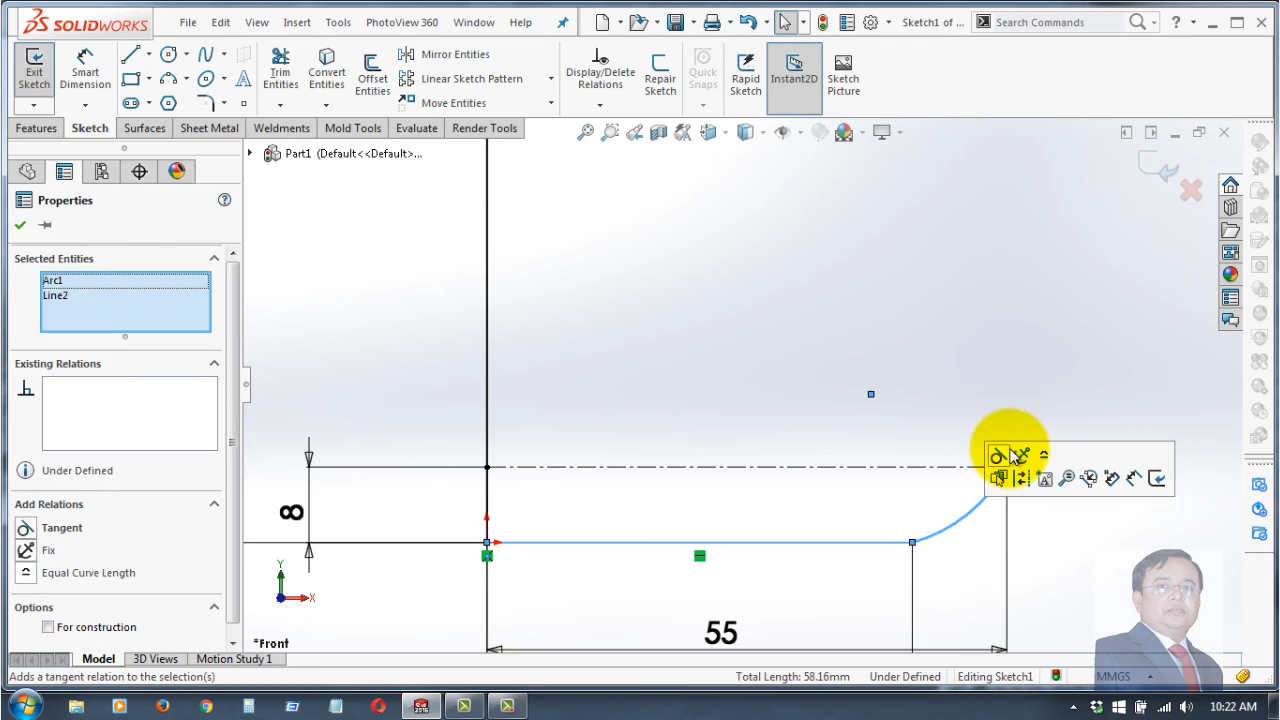 SOLIDWORKS File Edit View Insert Tools PhotoView 360 Window Help Sketch1 of ... Search Commands ?
Exit Sketch Smart Dimension Trim Entities Convert Entities Offset Entities Mirror Entities Linear Sketch Pattern Move Entities Display/Delete Relations Repair Sketch Quick Snaps Rapid Sketch Instant2D Sketch Picture
Features Sketch Surfaces Sheet Metal Weldments Mold Tools Evaluate Render Tools
Part1 (Default<<Default>...
Properties
Selected Entities
Arc1
Line2
Existing Relations
Under Defined
Add Relations
Tangent
Fix
Equal Curve Length
Options
For construction
8
55
Y
X
*Front
Model 3D Views Motion Study 1
Adds a tangent relation to the selection(s) Total Length: 58.16mm Under Defined Editing Sketch1 MMGS
2016
10:22 AM